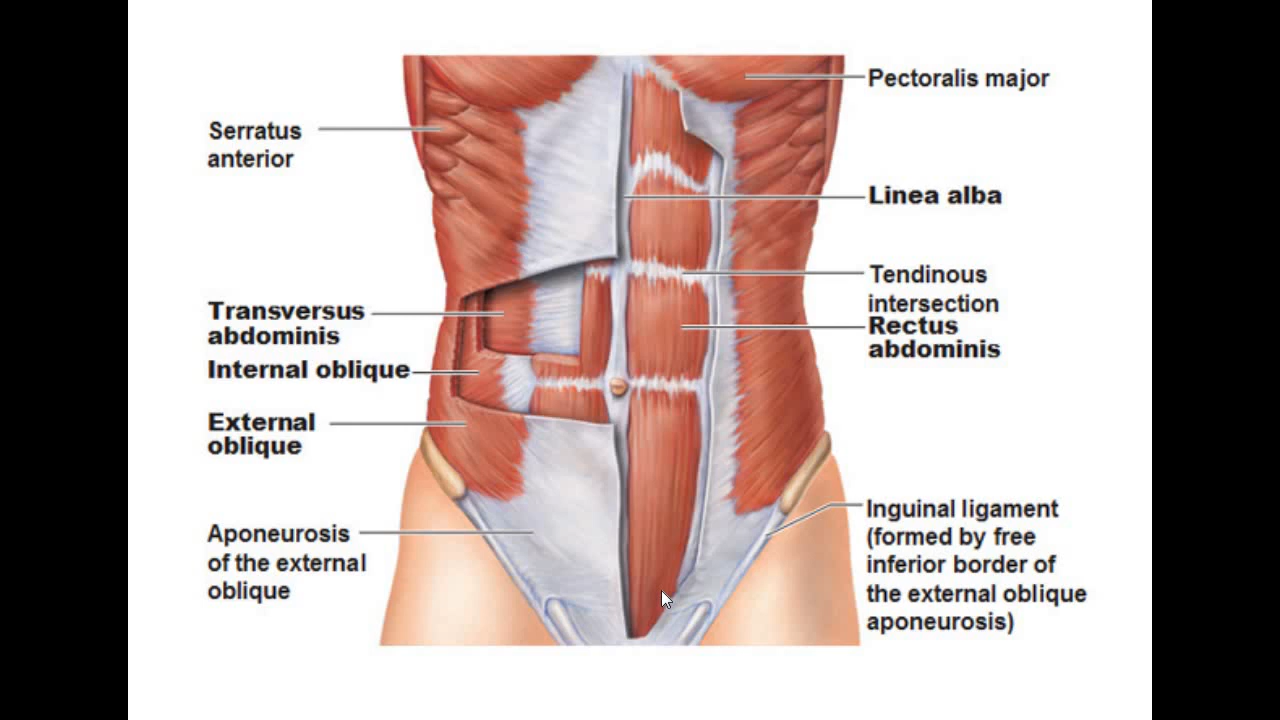 Serratus
anterior
Transversus
abdominis
Internal oblique
External
oblique
Aponeurosis
of the external
oblique
Pectoralis major
Linea alba
Tendinous
intersection
Rectus
abdominis
Inguinal ligament
(formed by free
inferior border of
the external oblique
aponeurosis)